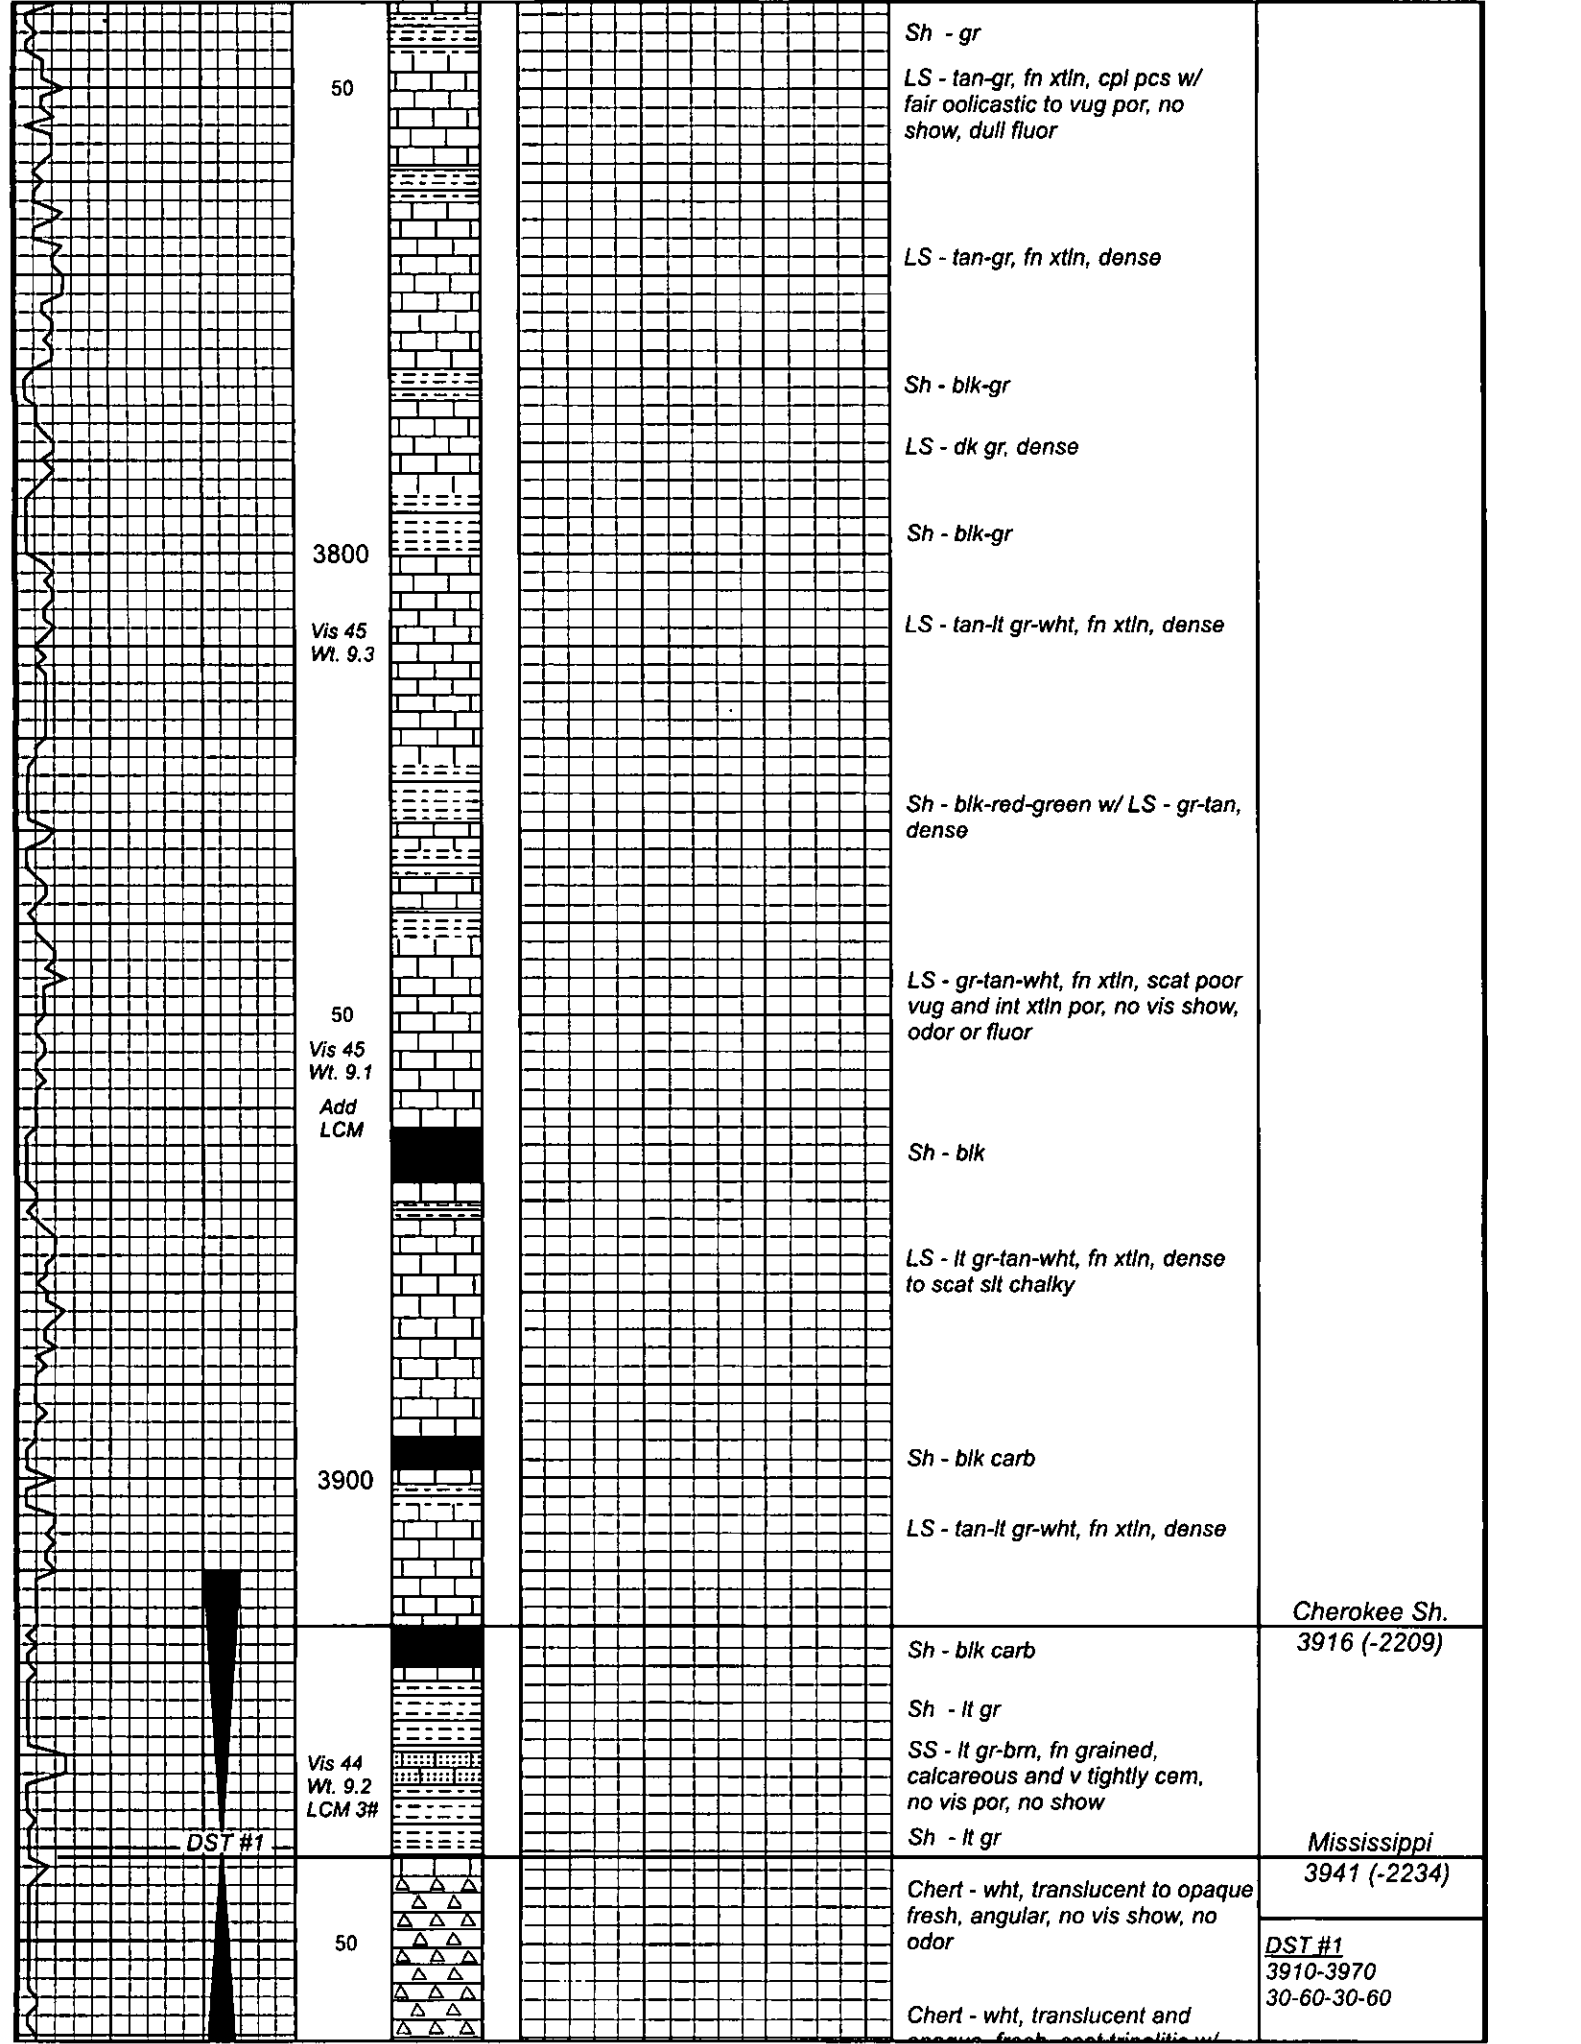 Sh - gr
50
LS - tan-gr, fn xtln, cpl pcs w/
fair oolicastic to vug por, no
show, dull fluor
LS - tan-gr, fn xtln, dense
Sh - blk-gr
LS - dk gr, dense
Sh - blk-gr
3800
Vis 45
Wt. 9.3
LS - tan-lt gr-wht, fn xtln, dense
Sh - blk-red-green w/ LS - gr-tan,
dense
LS - gr-tan-wht, fn xtln, scat poor
vug and int xtln por, no vis show,
odor or fluor
50
Vis 45
Wt. 9.1
Add
LCM
Sh - blk
LS - lt gr-tan-wht, fn xtln, dense
to scat slt chalky
Sh - blk carb
3900
LS - tan-lt gr-wht, fn xtln, dense
Cherokee Sh.
3916 (-2209)
Sh - blk carb
Sh - lt gr
SS - lt gr-brn, fn grained,
calcareous and v tightly cem,
no vis por, no show
Vis 44
Wt. 9.2
LCM 3#
Sh - lt gr
DST #1
Mississippi
3941 (-2234)
Chert - wht, translucent to opaque
fresh, angular, no vis show, no
odor
50
DST #1
3910-3970
30-60-30-60
Chert - wht, translucent and